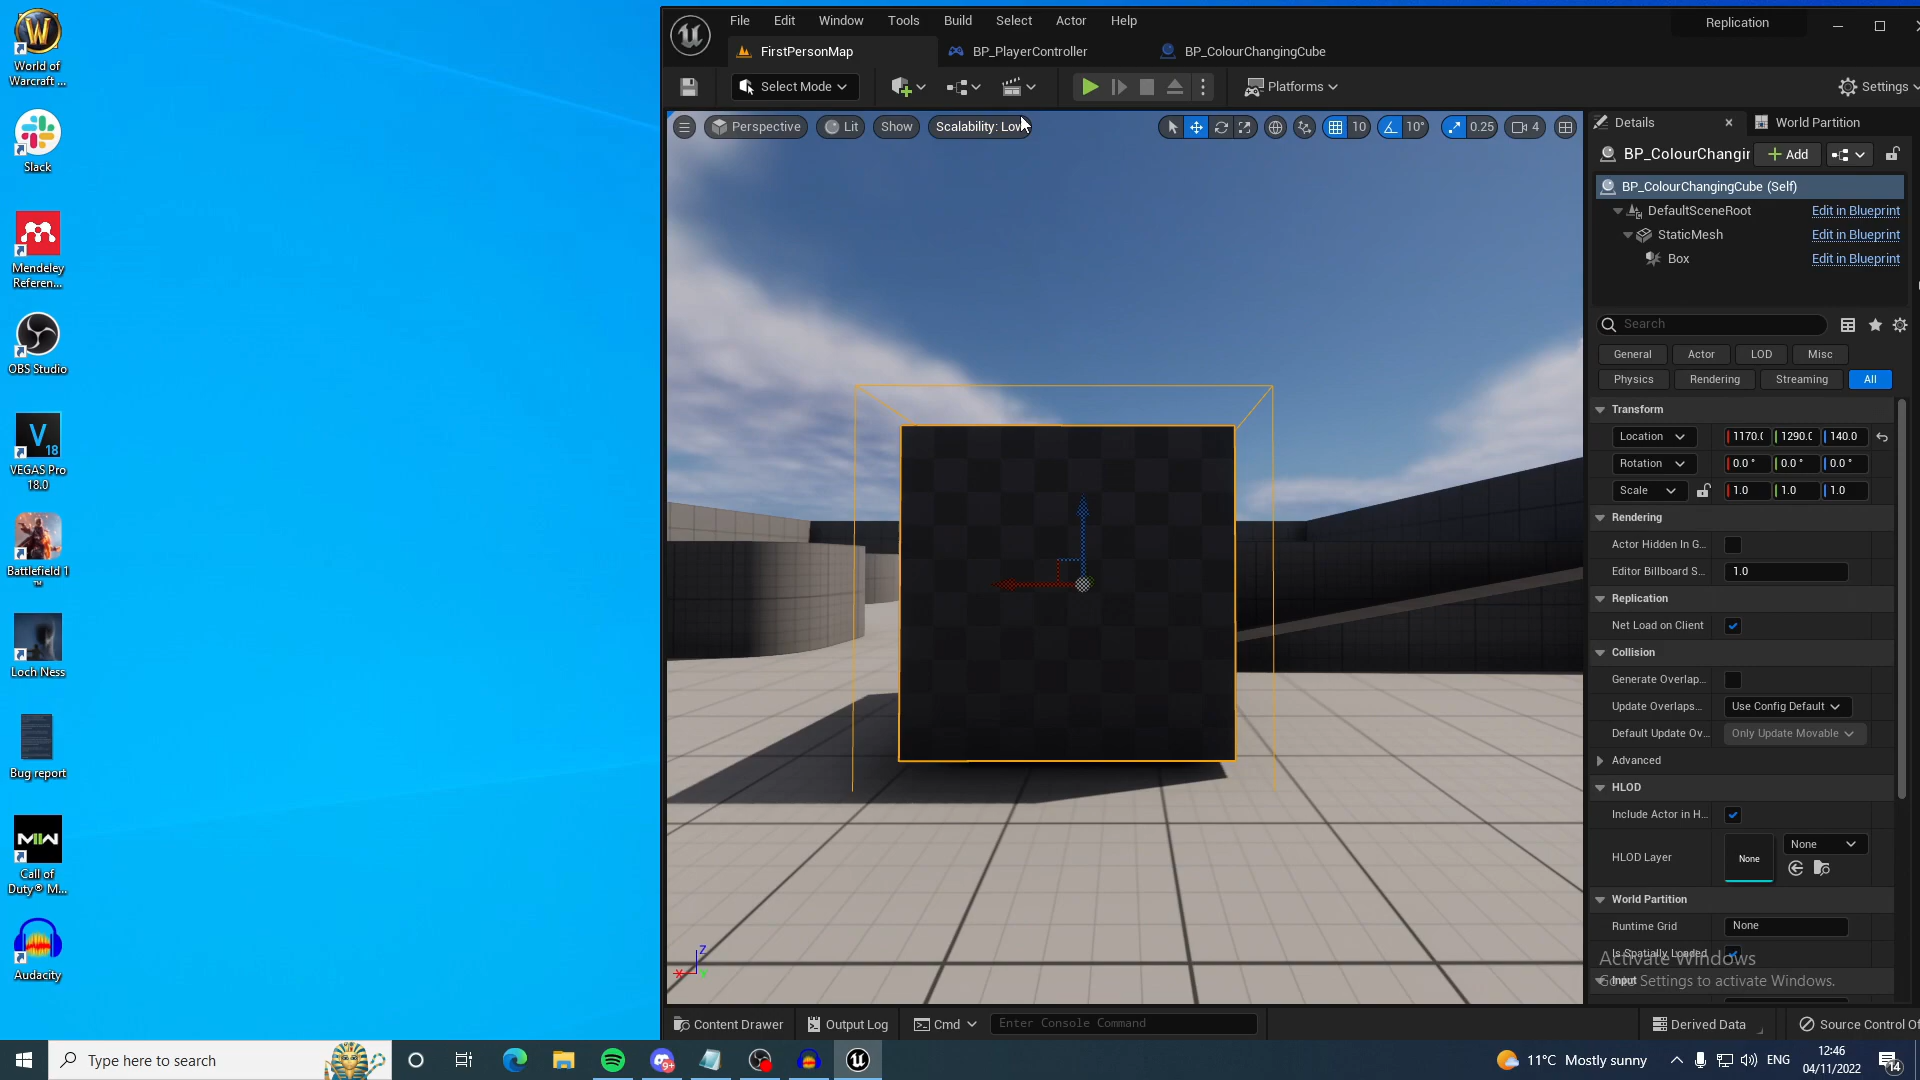 World of
Warcraft ...
Slack
Mendeley
Referen...
OBS Studio
VEGAS Pro
18.0
Battlefield 1
™
Loch Ness
Bug report
Call of
Duty® M...
Audacity
File Edit Window Tools Build Select Actor Help
Replication
FirstPersonMap BP_PlayerController BP_ColourChangingCube
Select Mode Platforms Settings
Perspective Lit Show Scalability: Low 10 10° 0.25 4
Details World Partition
BP_ColourChangin Add
BP_ColourChangingCube (Self)
DefaultSceneRoot Edit in Blueprint
StaticMesh Edit in Blueprint
Box Edit in Blueprint
Search
General Actor LOD Misc
Physics Rendering Streaming All
Transform
Location 1170.0 1290.0 140.0
Rotation 0.0 ° 0.0 ° 0.0 °
Scale 1.0 1.0 1.0
Rendering
Actor Hidden In G...
Editor Billboard S... 1.0
Replication
Net Load on Client
Collision
Generate Overlap...
Update Overlaps... Use Config Default
Default Update Ov... Only Update Movable
Advanced
HLOD
Include Actor in H...
HLOD Layer None None
World Partition
Runtime Grid None
Is Spatially Loaded
Input
Activate Windows
Go to Settings to activate Windows.
Z
X Y
Content Drawer Output Log Cmd Enter Console Command Derived Data Source Control Of
Type here to search
9+
11°C Mostly sunny ENG
12:46
04/11/2022
14